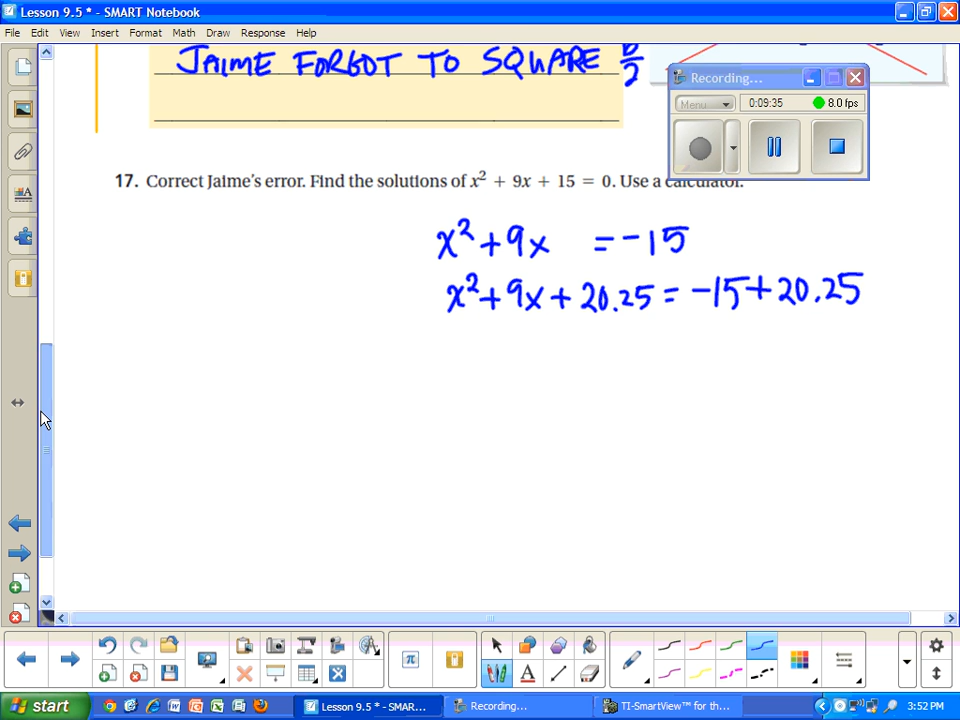 Lesson 9.5 * - SMART Notebook
File Edit View Insert Format Math Draw Response Help
JAIME FORGOT TO SQUARE b/2
Recording...
Menu 0:09:35 8.0 fps
17. Correct Jaime's error. Find the solutions of x² + 9x + 15 = 0. Use a calculator.
x² + 9x = -15
x² + 9x + 20.25 = -15 + 20.25
π
A
start
Lesson 9.5 * - SMAR...
Recording...
TI-SmartView™ for th...
3:52 PM